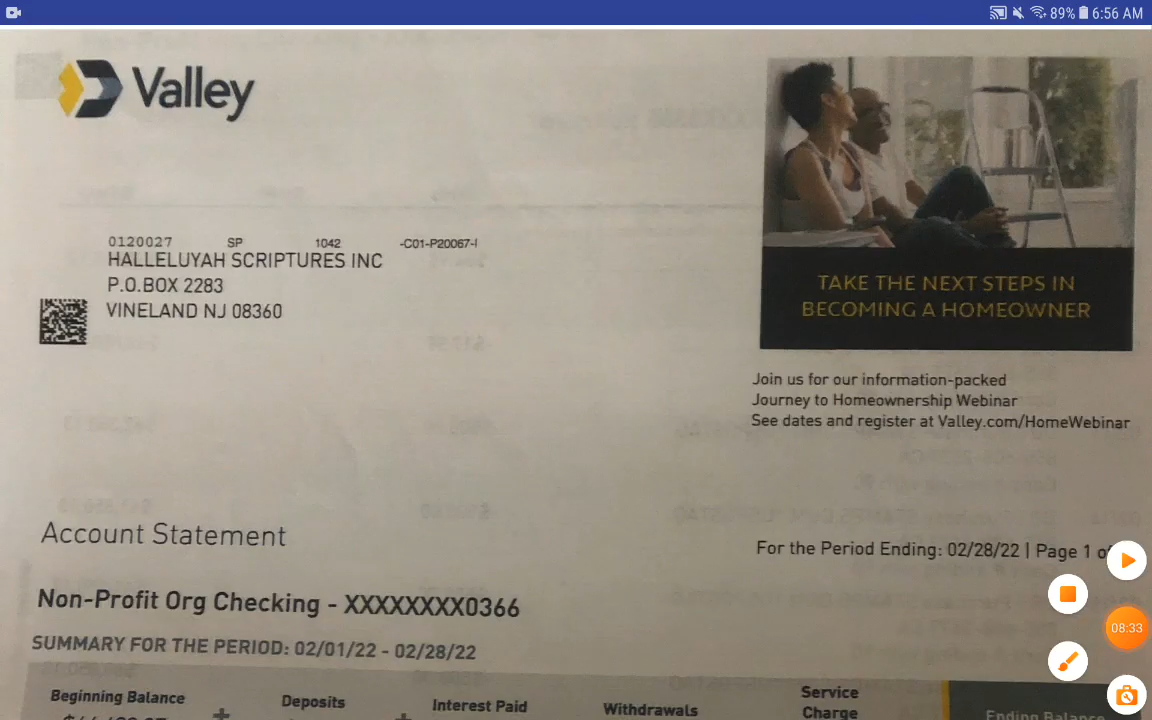 89% 6:56 AM
Valley
0120027 SP 1042 -C01-P20067-I
HALLELUYAH SCRIPTURES INC
P.O.BOX 2283
VINELAND NJ 08360
TAKE THE NEXT STEPS IN
BECOMING A HOMEOWNER
Join us for our information-packed
Journey to Homeownership Webinar
See dates and register at Valley.com/HomeWebinar
Account Statement
For the Period Ending: 02/28/22 | Page 1 of
Non-Profit Org Checking - XXXXXXXX0366
SUMMARY FOR THE PERIOD: 02/01/22 - 02/28/22
Beginning Balance + Deposits + Interest Paid Withdrawals Service Charge Ending Balance
08:33